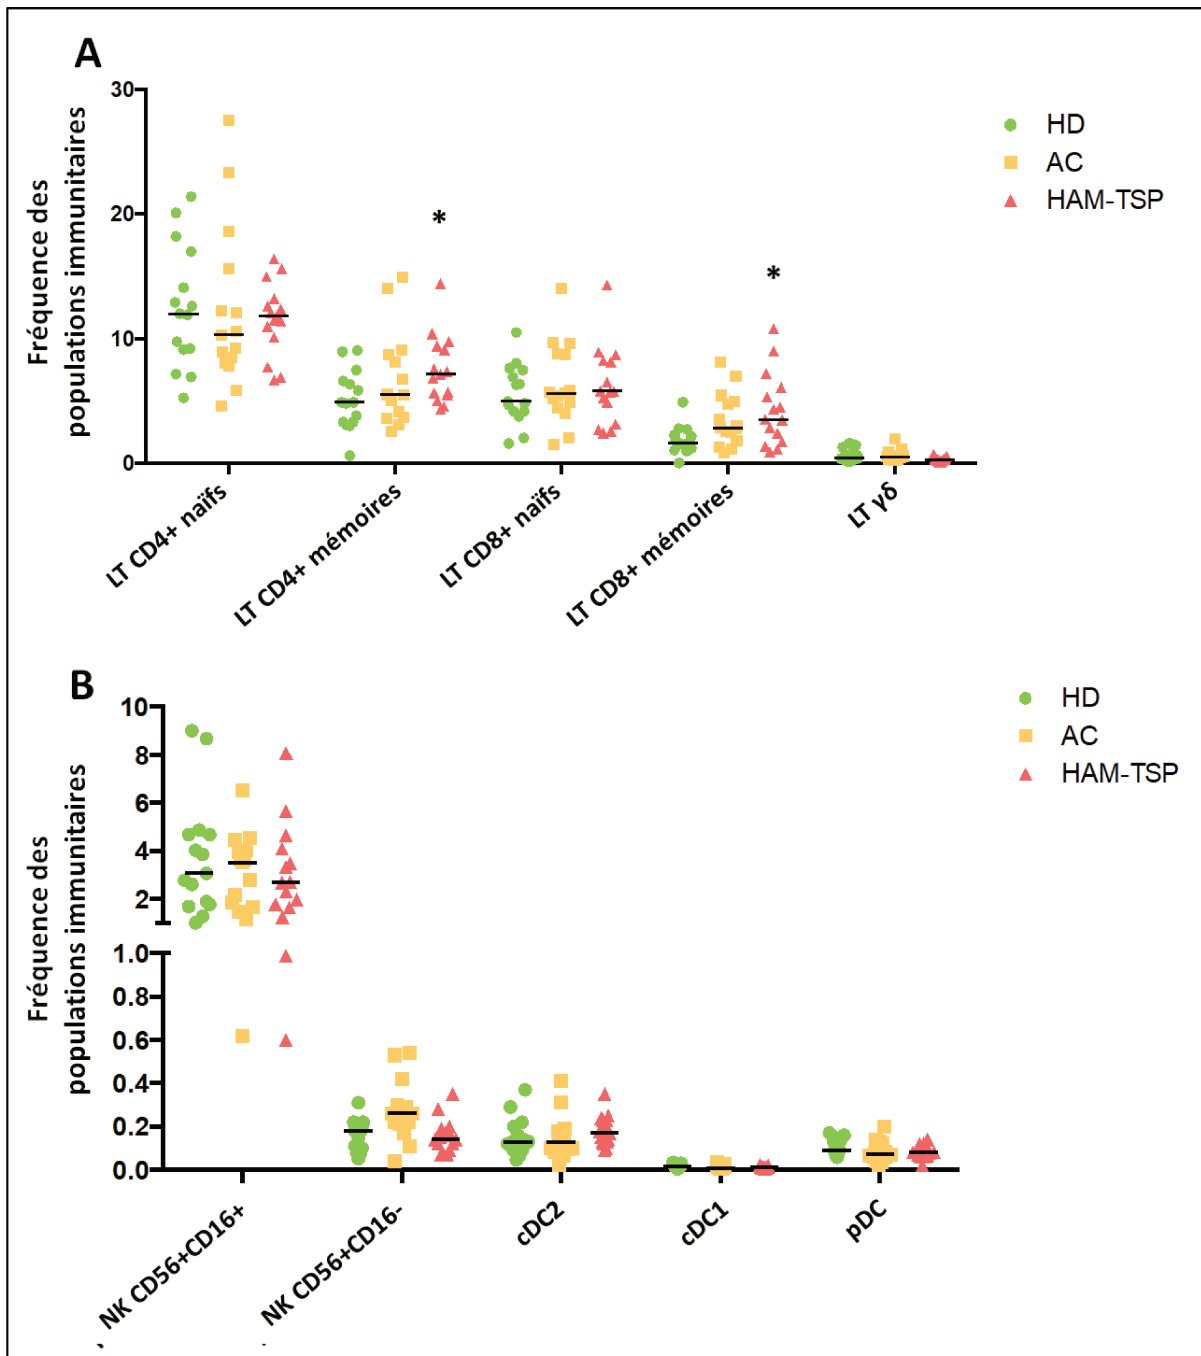 A
30
20
10
0
Fréquence des
populations immunitaires
HD
AC
HAM-TSP
*
*
LT CD4+ naïfs
LT CD4+ mémoires
LT CD8+ naïfs
LT CD8+ mémoires
LT γδ
B
10
8
6
4
2
1.0
0.8
0.6
0.4
0.2
0.0
Fréquence des
populations immunitaires
HD
AC
HAM-TSP
NK CD56+CD16+
NK CD56+CD16-
cDC2
cDC1
pDC